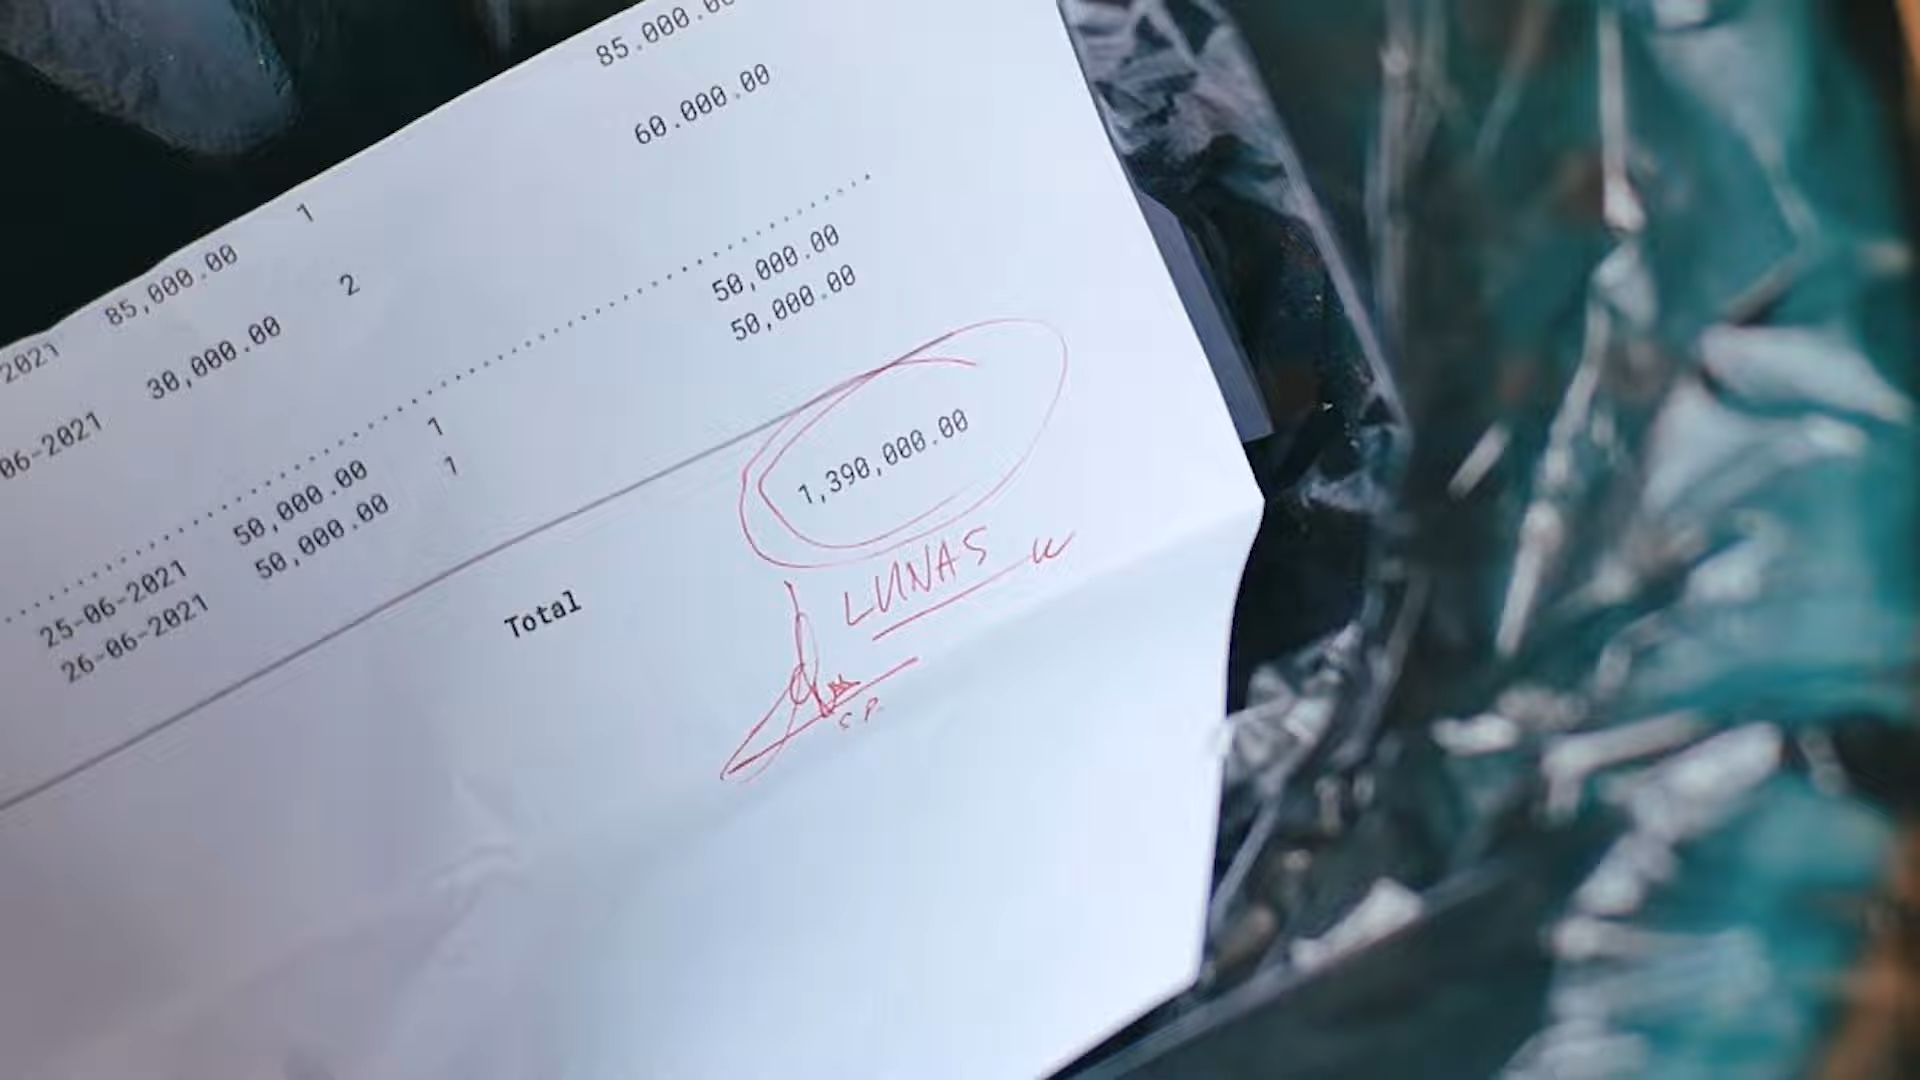 2021 85,000.00 1 85.000.00
06-2021 30,000.00 2 60.000.00
25-06-2021 50,000.00 1 50,000.00
26-06-2021 50,000.00 1 50,000.00
Total 1,390,000.00
LUNAS